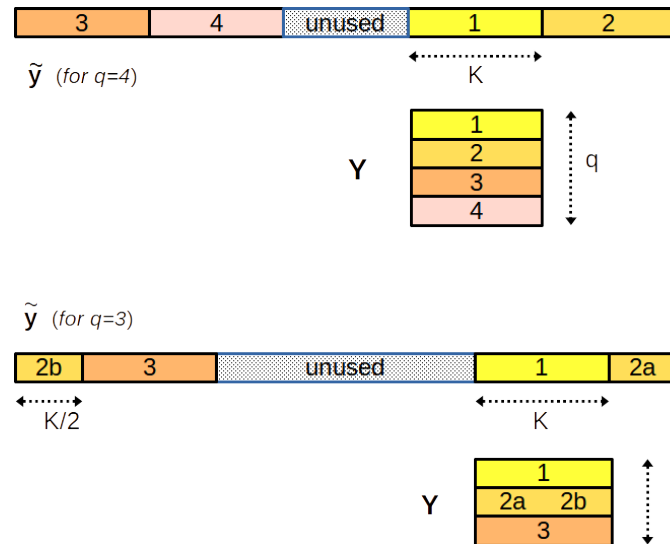 3 4 unused 1 2
ỹ (for q=4)
K
1
2
Y
q
3
4
ỹ (for q=3)
2b 3 unused 1 2a
K/2 K
1
Y 2a 2b
3